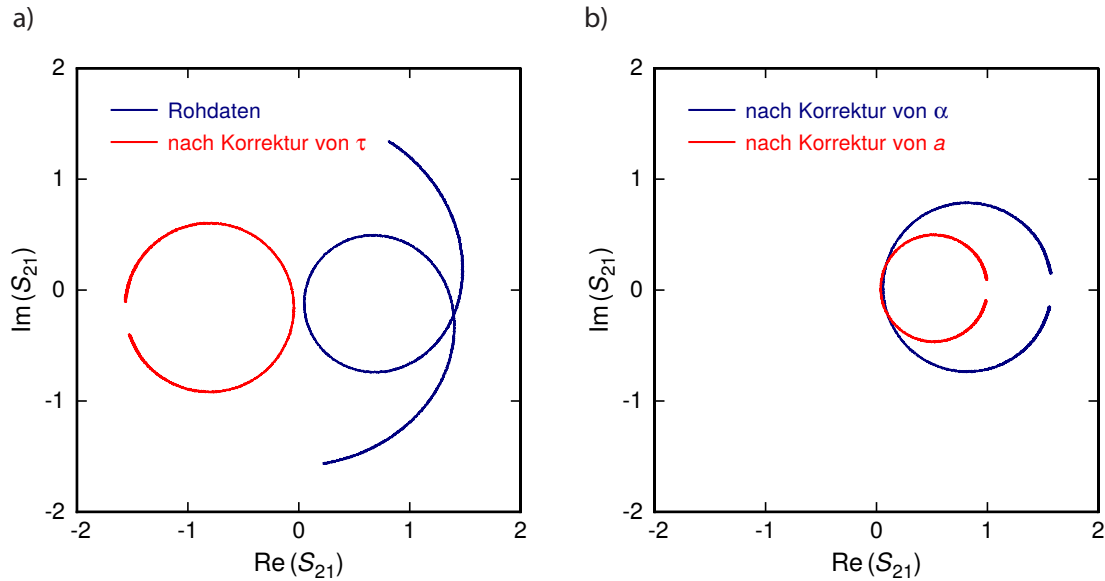 a)
2
1
0
-1
-2
-2
-1
0
1
2
Im (S21)
Re (S21)
Rohdaten
nach Korrektur von τ
b)
2
1
0
-1
-2
-2
-1
0
1
2
Im (S21)
Re (S21)
nach Korrektur von α
nach Korrektur von a